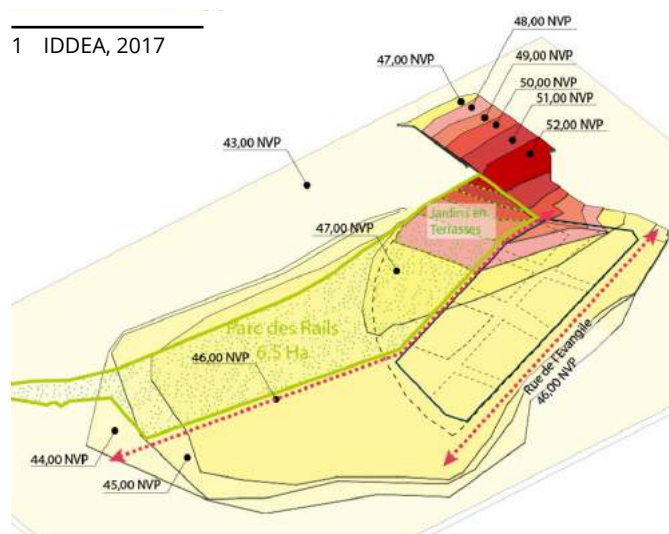 1 IDDEA, 2017
48,00 NVP
47,00 NVP
49,00 NVP
50,00 NVP
51,00 NVP
52,00 NVP
43,00 NVP
Jardins en
Terrasses
47,00 NVP
Parc des Rails
6.5 Ha
46,00 NVP
Rue de l'Evangile
46,00 NVP
44,00 NVP
45,00 NVP